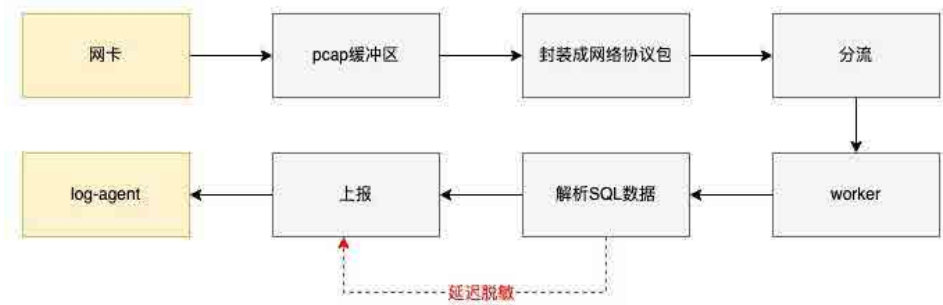 网卡
pcap缓冲区
封装成网络协议包
分流
log-agent
上报
解析SQL数据
worker
延迟脱敏